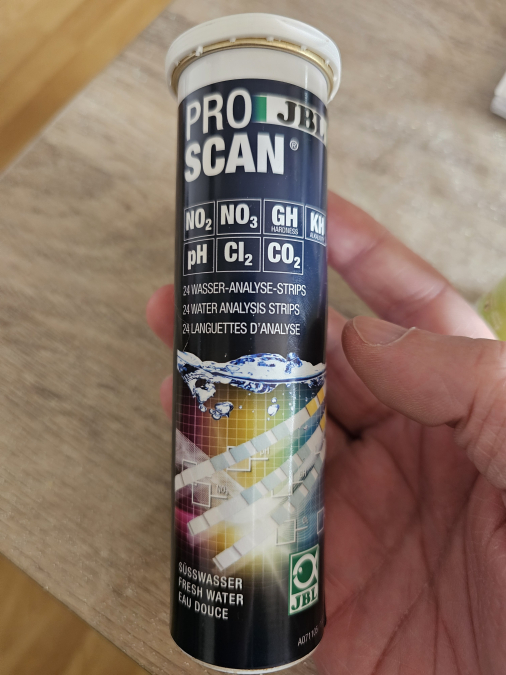 PRO JBL
SCAN®
NO2 NO3 GH KH
HARDNESS
pH Cl2 CO2
24 WASSER-ANALYSE-STRIPS
24 WATER ANALYSIS STRIPS
24 LANGUETTES D'ANALYSE
SÜSSWASSER
FRESH WATER
EAU DOUCE
JBL